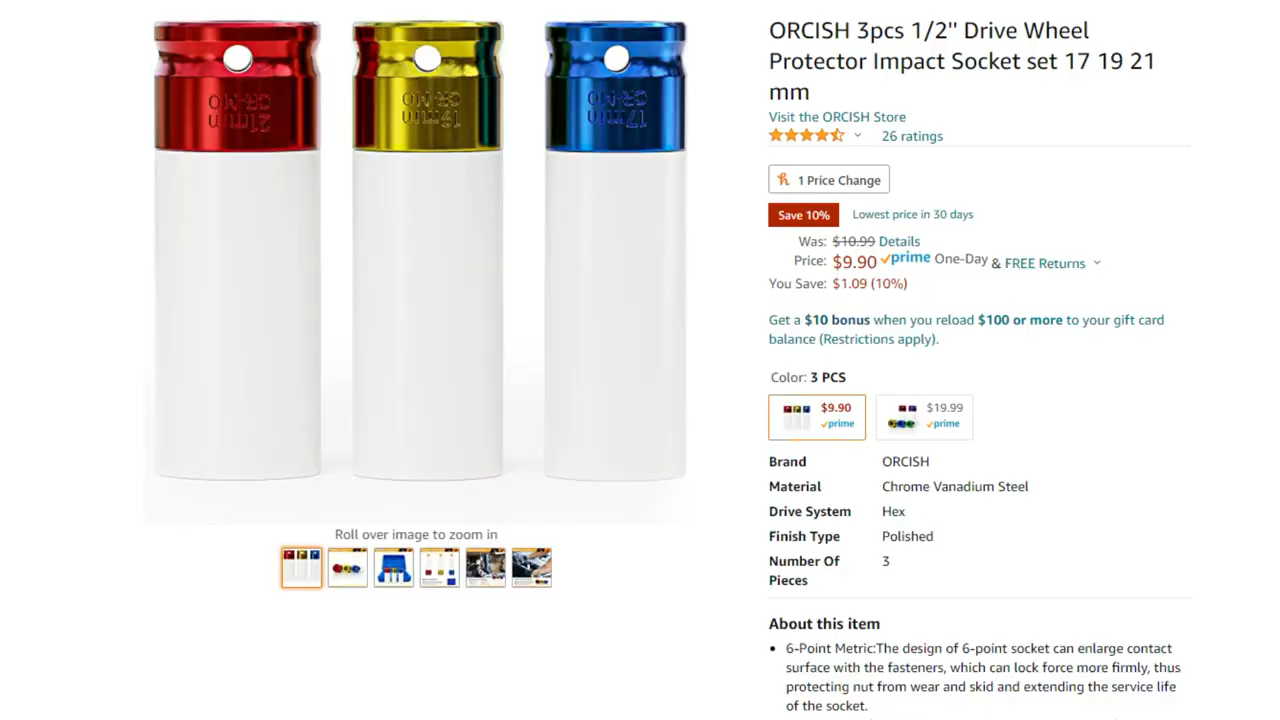 21mm
CR-MO
19mm
CR-MO
17mm
CR-MO
Roll over image to zoom in
ORCISH 3pcs 1/2'' Drive Wheel
Protector Impact Socket set 17 19 21
mm
Visit the ORCISH Store
26 ratings
1 Price Change
Save 10% Lowest price in 30 days
Was: $10.99 Details
Price: $9.90 prime One-Day & FREE Returns
You Save: $1.09 (10%)
Get a $10 bonus when you reload $100 or more to your gift card
balance (Restrictions apply).
Color: 3 PCS
$9.90 $19.99
prime prime
Brand ORCISH
Material Chrome Vanadium Steel
Drive System Hex
Finish Type Polished
Number Of 3
Pieces
About this item
• 6-Point Metric:The design of 6-point socket can enlarge contact
surface with the fasteners, which can lock force more firmly, thus
protecting nut from wear and skid and extending the service life
of the socket.